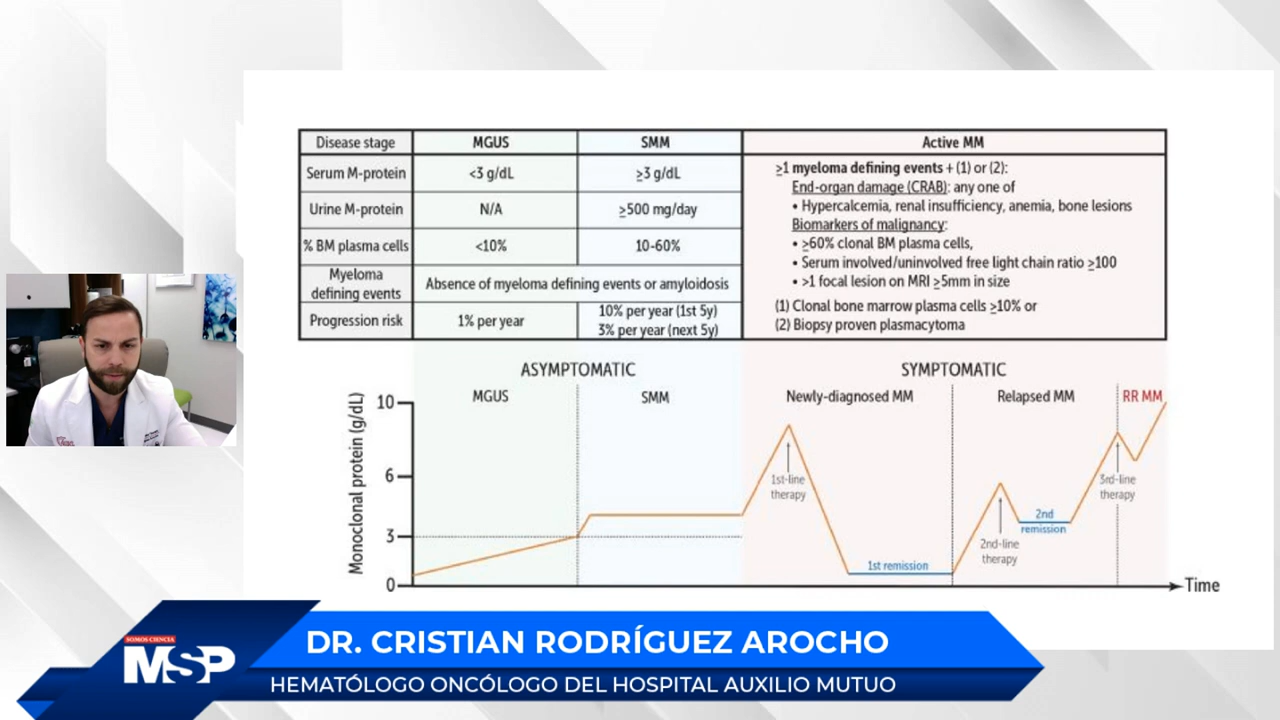 Disease stage MGUS SMM Active MM
Serum M-protein <3 g/dL ≥3 g/dL
Urine M-protein N/A ≥500 mg/day
% BM plasma cells <10% 10-60%
Myeloma
defining events Absence of myeloma defining events or amyloidosis
Progression risk 1% per year 10% per year (1st 5y)
3% per year (next 5y)
≥1 myeloma defining events + (1) or (2):
End-organ damage (CRAB): any one of
• Hypercalcemia, renal insufficiency, anemia, bone lesions
Biomarkers of malignancy:
• ≥60% clonal BM plasma cells,
• Serum involved/uninvolved free light chain ratio ≥100
• >1 focal lesion on MRI ≥5mm in size
(1) Clonal bone marrow plasma cells ≥10% or
(2) Biopsy proven plasmacytoma
ASYMPTOMATIC SYMPTOMATIC
MGUS SMM Newly-diagnosed MM Relapsed MM RR MM
Monoclonal protein (g/dL)
10
6
3
0
1st-line
therapy
1st remission
2nd-line
therapy
2nd
remission
3rd-line
therapy
Time
SOMOS CIENCIA
MSP
DR. CRISTIAN RODRÍGUEZ AROCHO
HEMATÓLOGO ONCÓLOGO DEL HOSPITAL AUXILIO MUTUO